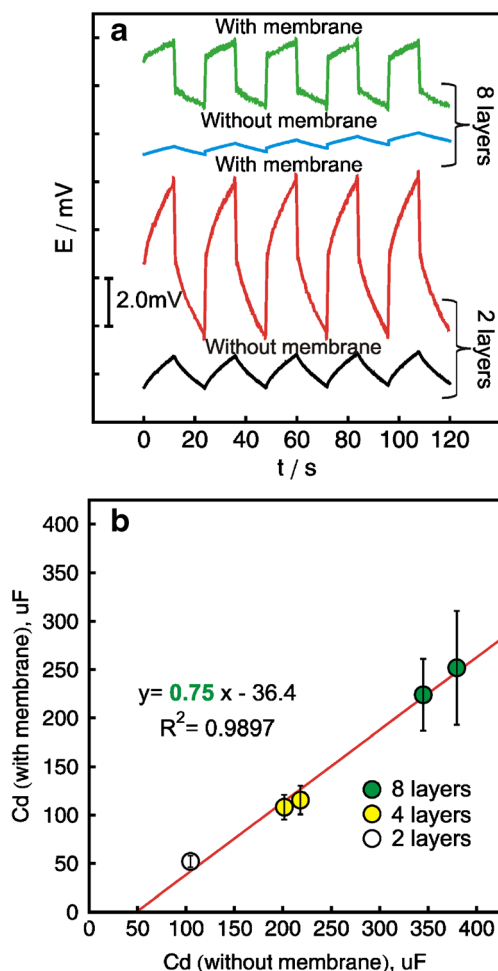 a
With membrane
Without membrane
With membrane
8 layers
E / mV
2.0mV
Without membrane
2 layers
0 20 40 60 80 100 120
t / s
b
400
350
300
250
200
150
100
50
0
Cd (with membrane), uF
y= 0.75 x - 36.4
R²= 0.9897
8 layers
4 layers
2 layers
0 50 100 150 200 250 300 350 400
Cd (without membrane), uF